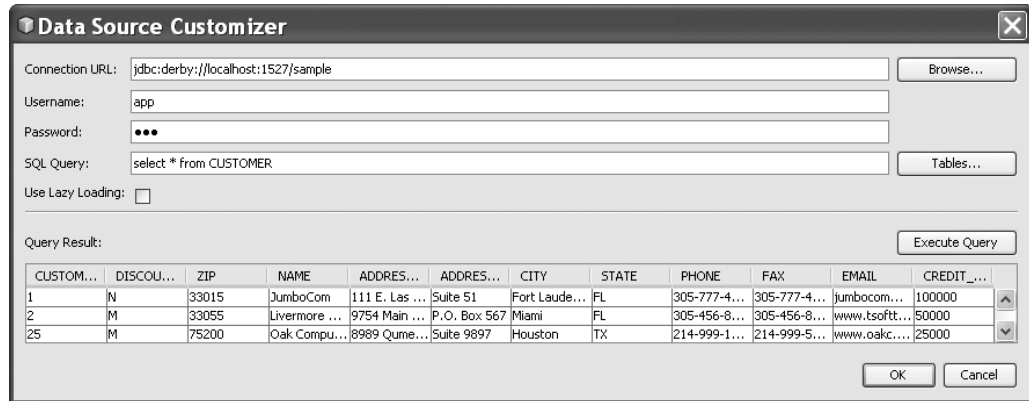 Data Source Customizer
Connection URL: jdbc:derby://localhost:1527/sample Browse...
Username: app
Password: •••
SQL Query: select * from CUSTOMER Tables...
Use Lazy Loading:
Query Result: Execute Query
CUSTOM... DISCOU... ZIP NAME ADDRES... ADDRES... CITY STATE PHONE FAX EMAIL CREDIT_...
1 N 33015 JumboCom 111 E. Las ... Suite 51 Fort Laude... FL 305-777-4... 305-777-4... jumbocom... 100000
2 M 33055 Livermore ... 9754 Main ... P.O. Box 567 Miami FL 305-456-8... 305-456-8... www.tsoftt... 50000
25 M 75200 Oak Compu... 8989 Qume... Suite 9897 Houston TX 214-999-1... 214-999-5... www.oakc.... 25000
OK Cancel